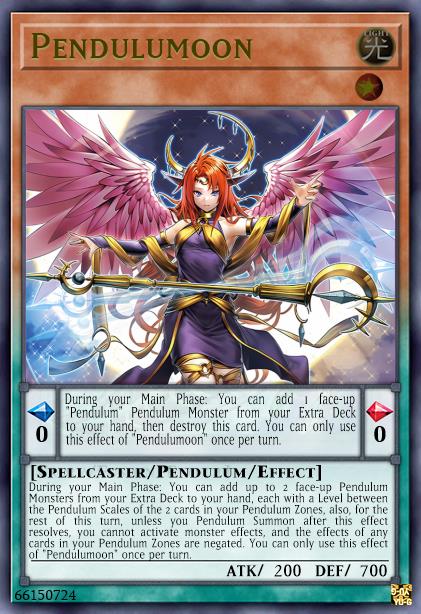 PENDULUMOON
LIGHT
光
During your Main Phase: You can add 1 face-up
"Pendulum" Pendulum Monster from your Extra Deck
to your hand, then destroy this card. You can only use
this effect of "Pendulumoon" once per turn.
0
0
[SPELLCASTER/PENDULUM/EFFECT]
During your Main Phase: You can add up to 2 face-up Pendulum
Monsters from your Extra Deck to your hand, each with a Level between
the Pendulum Scales of the 2 cards in your Pendulum Zones, also, for the
rest of this turn, unless you Pendulum Summon after this effect
resolves, you cannot activate monster effects, and the effects of any
cards in your Pendulum Zones are negated. You can only use this effect
of "Pendulumoon" once per turn.
ATK/ 200 DEF/ 700
66150724